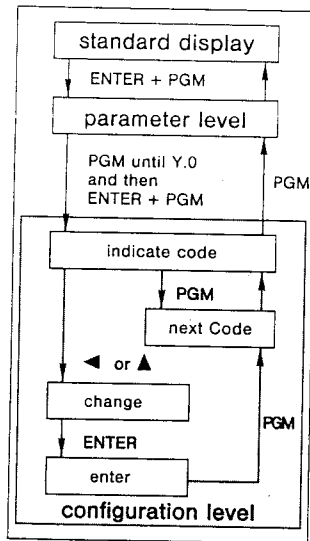 standard display
ENTER + PGM
parameter level
PGM until Y.0
and then
ENTER + PGM
PGM
indicate code
PGM
next Code
◄ or ▲
change
PGM
ENTER
enter
configuration level